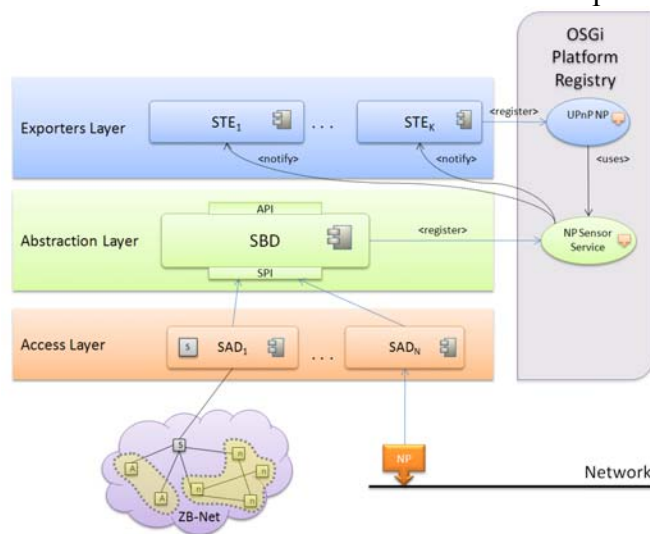 OSGi
Platform
Registry
Exporters Layer
STE1
...
STEK
<register>
UPnP NP
<notify>
<notify>
<uses>
API
Abstraction Layer
SBD
<register>
NP Sensor
Service
SPI
Access Layer
S
SAD1
...
SADN
S
A
n
n
A
n
n
ZB-Net
NP
Network